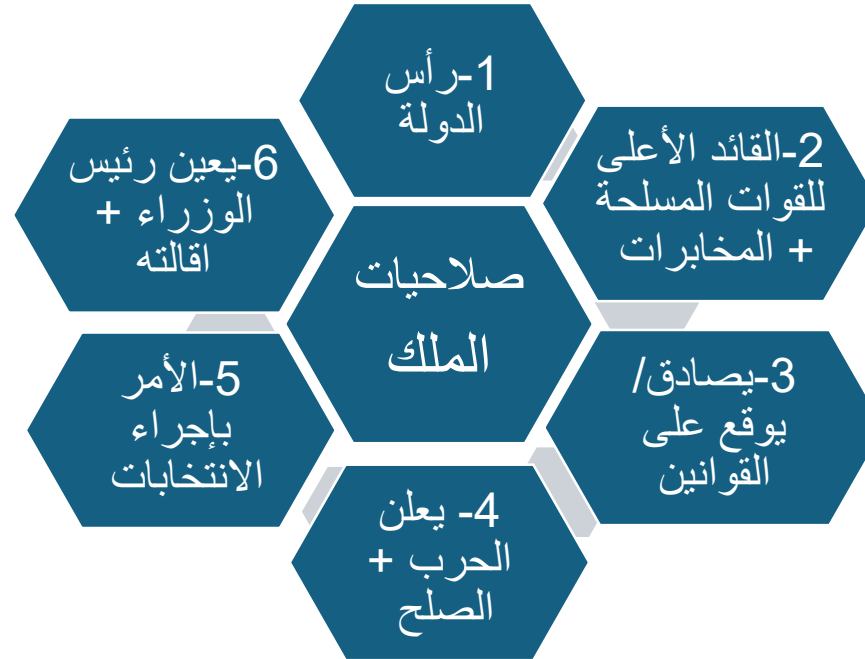 صلاحيات
الملك
1-رأس
الدولة
2-القائد الأعلى
للقوات المسلحة
+ المخابرات
3-يصادق/
يوقع على
القوانين
4- يعلن
الحرب +
الصلح
5-الأمر
بإجراء
الانتخابات
6-يعين رئيس
الوزراء +
اقالته